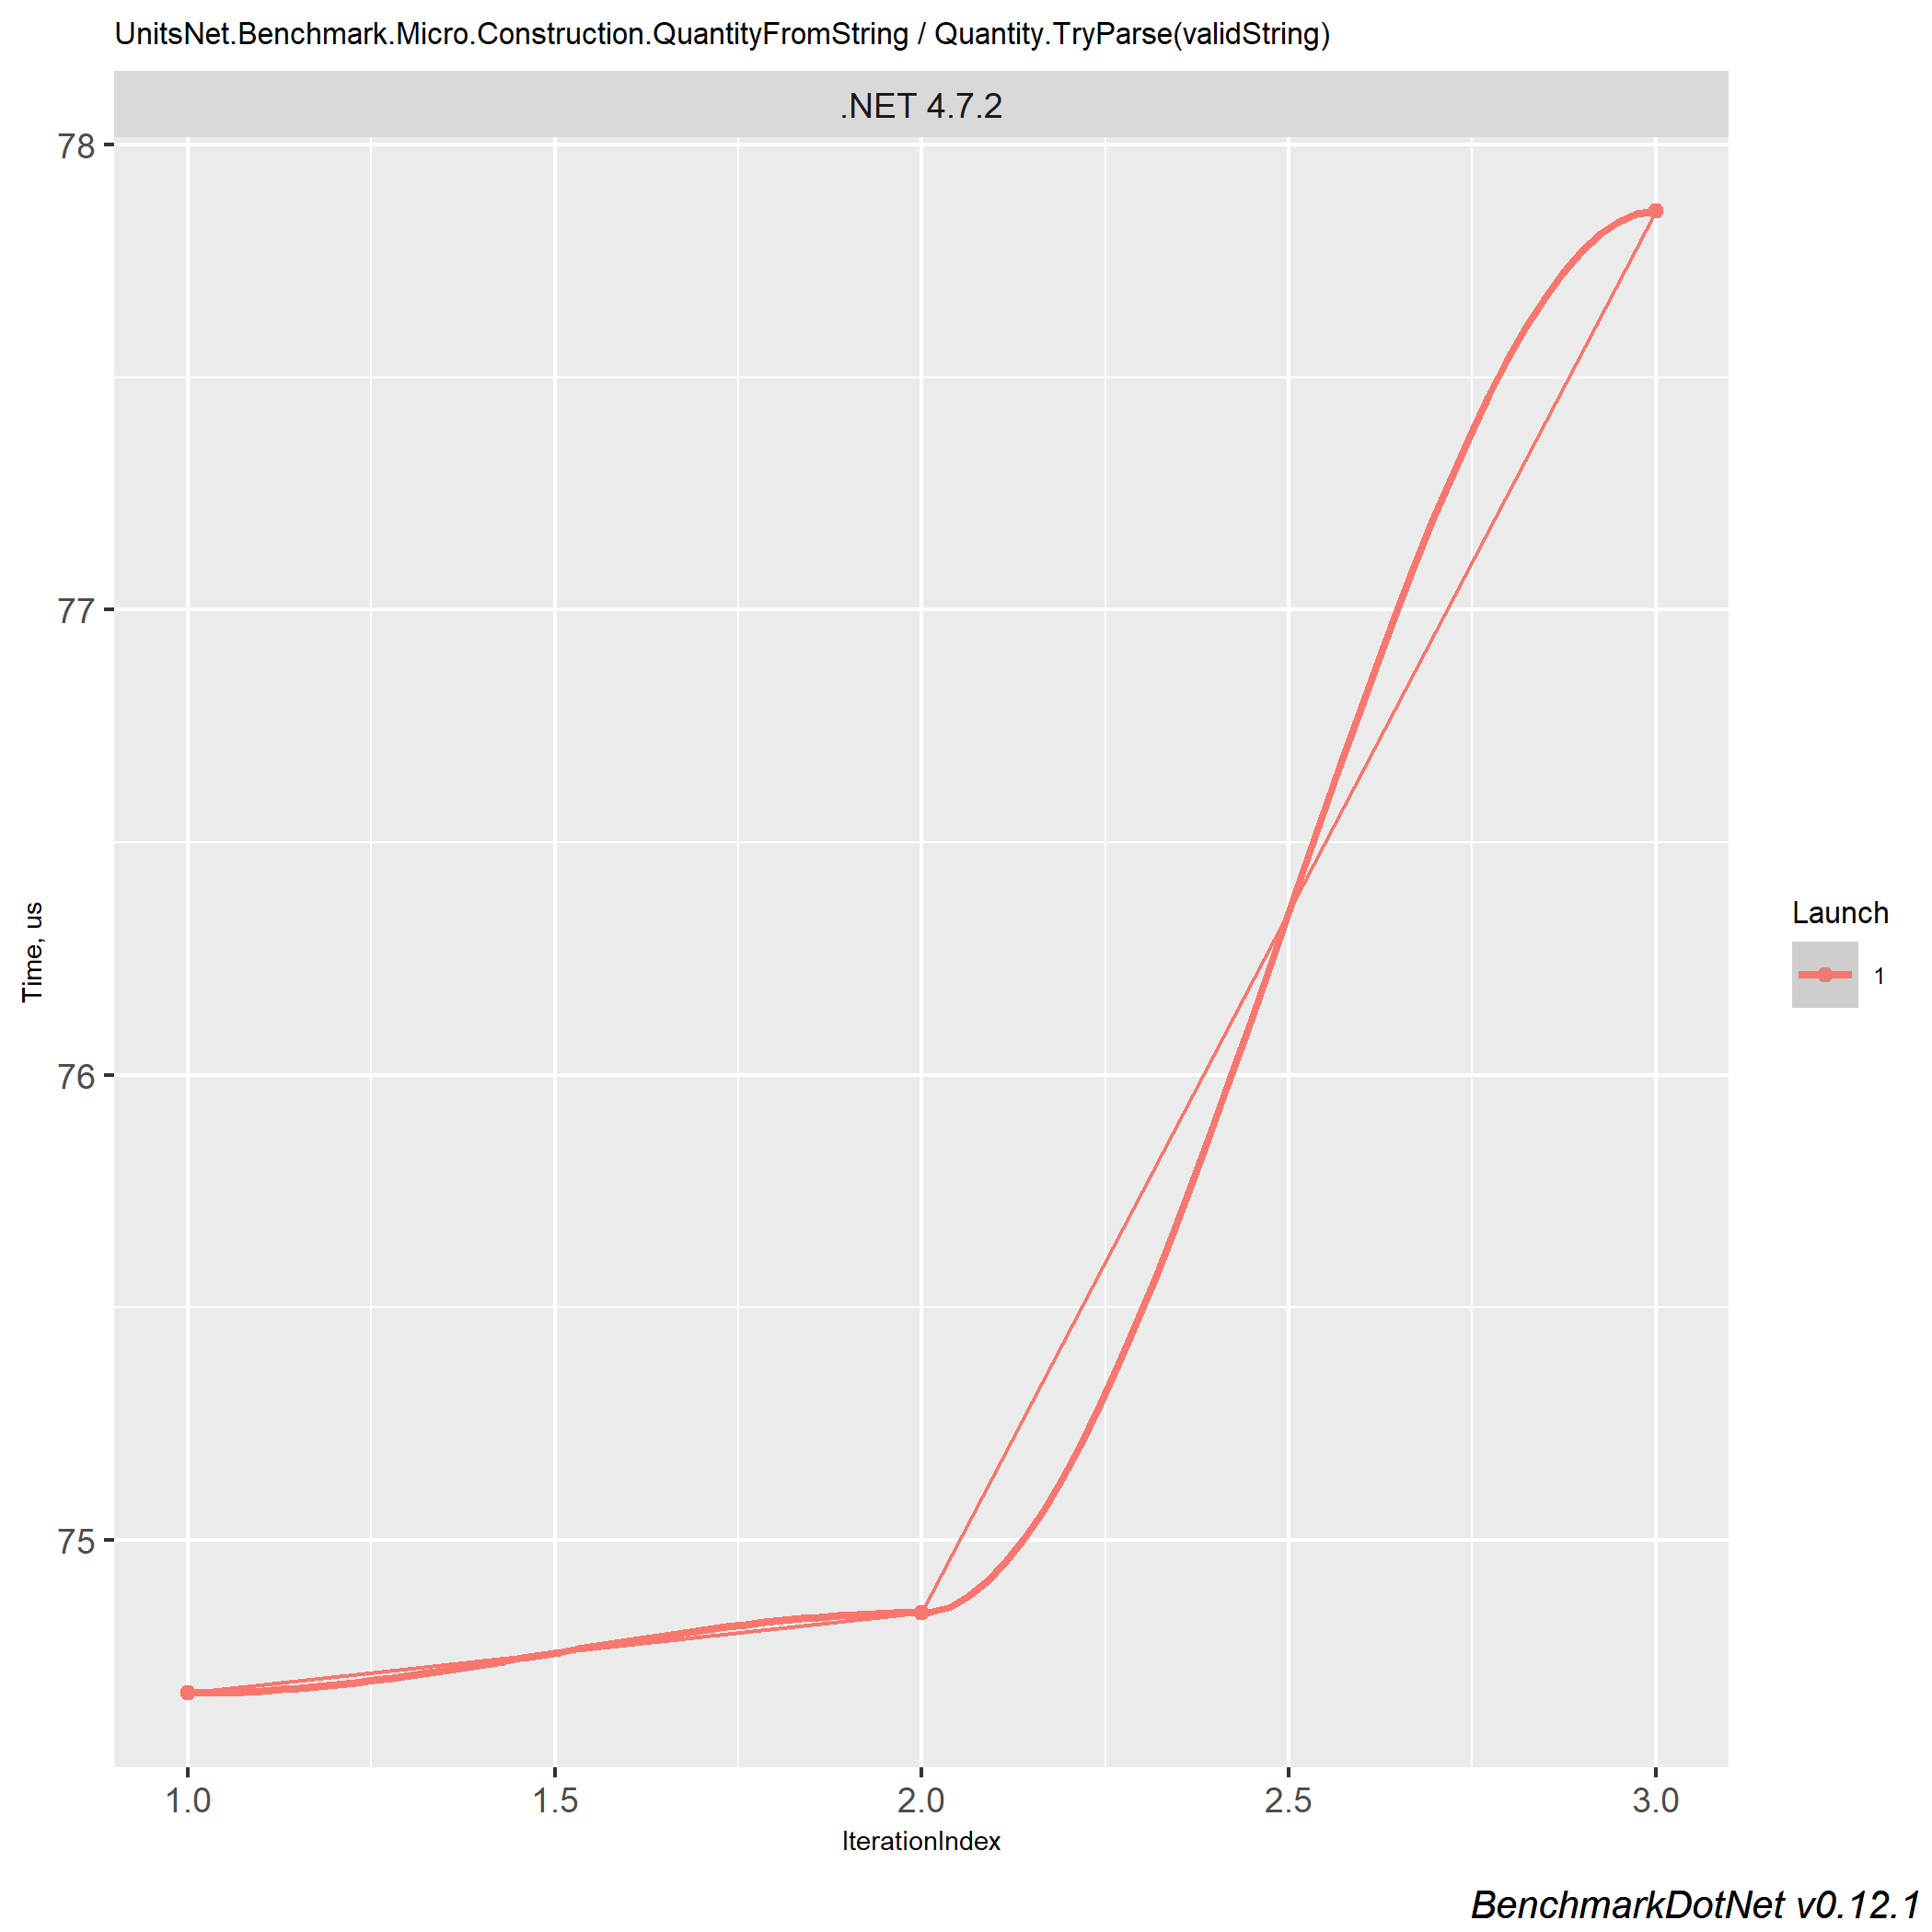 UnitsNet.Benchmark.Micro.Construction.QuantityFromString / Quantity.TryParse(validString)
.NET 4.7.2
78
77
76
75
Time, us
1.0 1.5 2.0 2.5 3.0
IterationIndex
Launch
1
BenchmarkDotNet v0.12.1